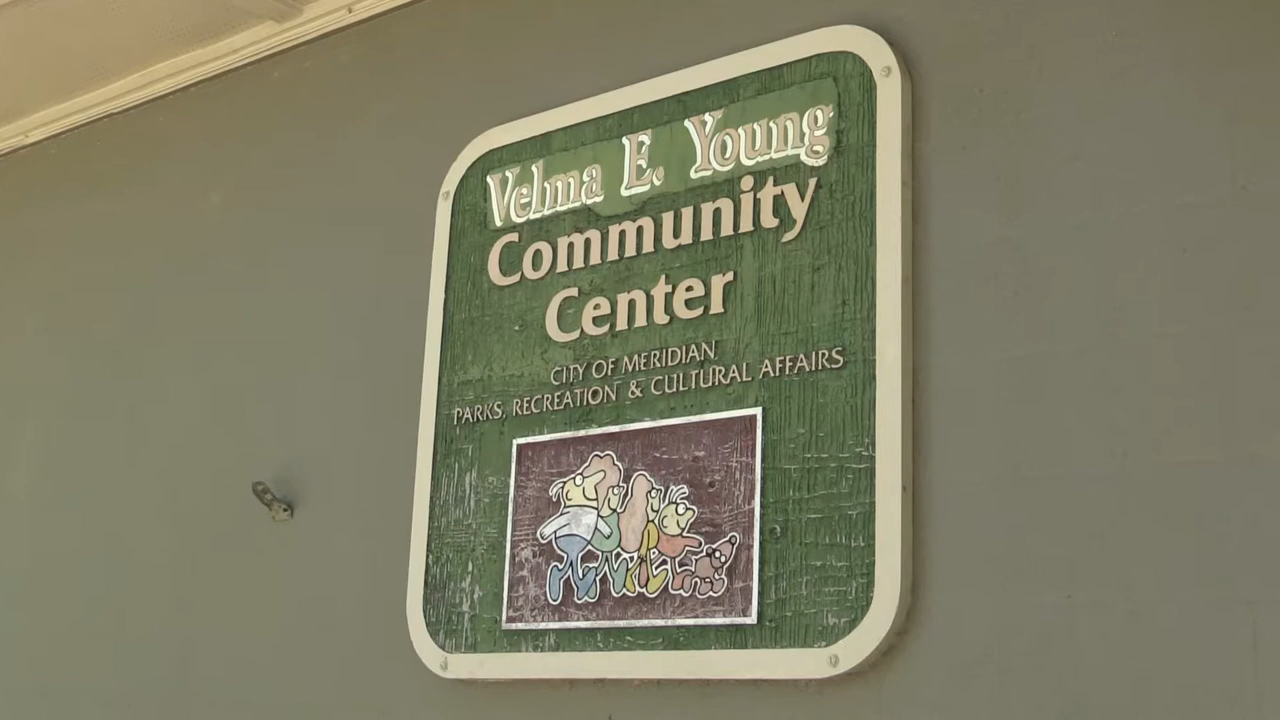 Velma E. Young
Community
Center
CITY OF MERIDIAN
PARKS, RECREATION & CULTURAL AFFAIRS